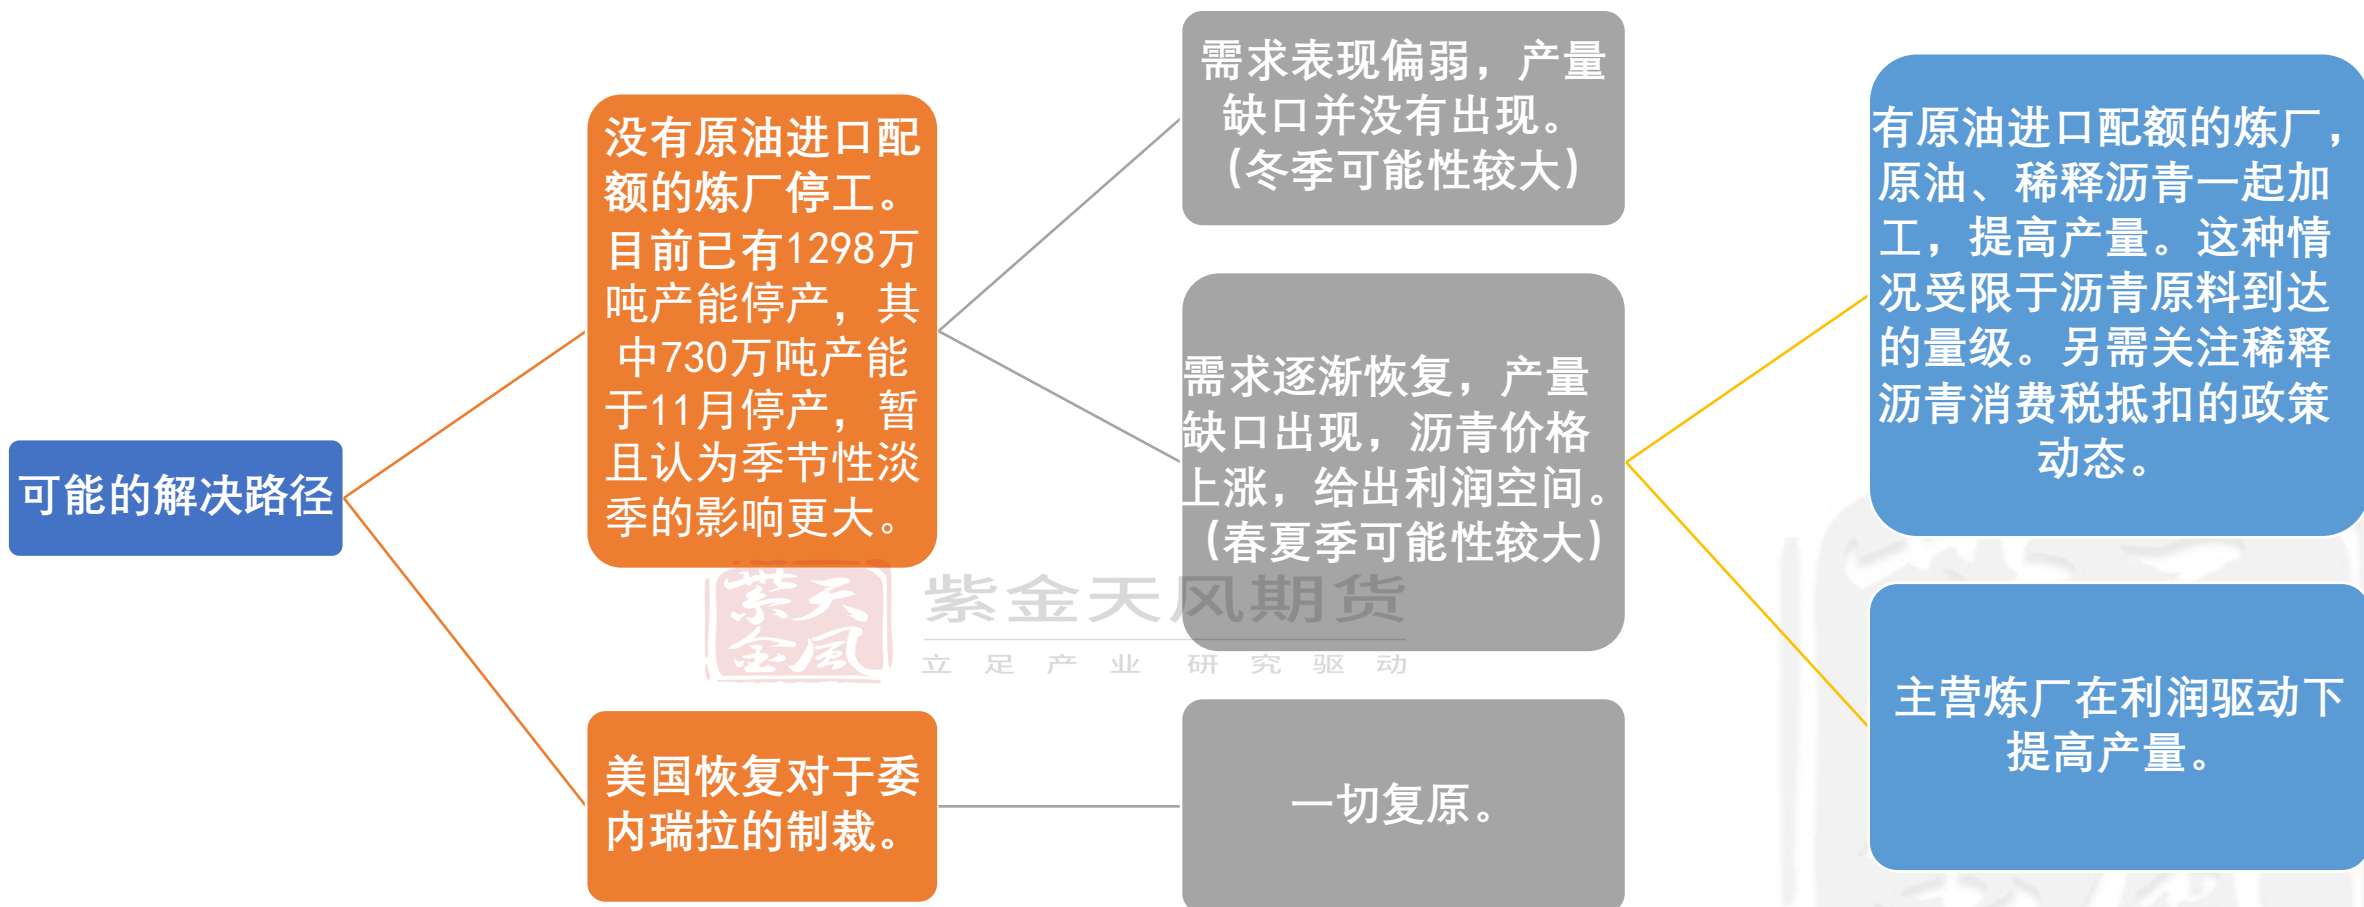 可能的解决路径
没有原油进口配
额的炼厂停工。
目前已有1298万
吨产能停产，其
中730万吨产能
于11月停产，暂
且认为季节性淡
季的影响更大。
美国恢复对于委
内瑞拉的制裁。
需求表现偏弱，产量
缺口并没有出现。
（冬季可能性较大）
需求逐渐恢复，产量
缺口出现，沥青价格
上涨，给出利润空间。
（春夏季可能性较大）
一切复原。
有原油进口配额的炼厂，
原油、稀释沥青一起加
工，提高产量。这种情
况受限于沥青原料到达
的量级。另需关注稀释
沥青消费税抵扣的政策
动态。
主营炼厂在利润驱动下
提高产量。
紫天
金風
紫金天风期货
立足产业 研究驱动